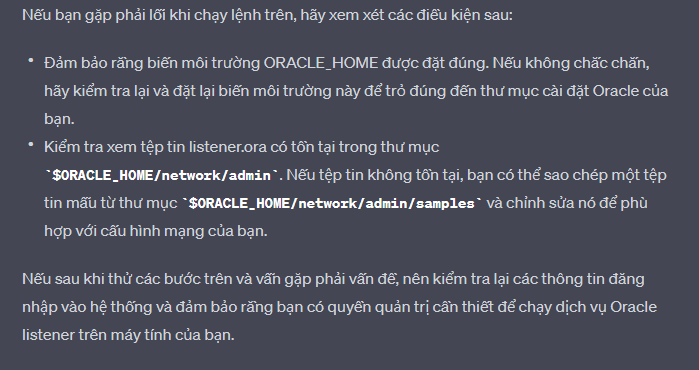 Nếu bạn gặp phải lỗi khi chạy lệnh trên, hãy xem xét các điều kiện sau:
• Đảm bảo rằng biến môi trường ORACLE_HOME được đặt đúng. Nếu không chắc chắn,
hãy kiểm tra lại và đặt lại biến môi trường này để trỏ đúng đến thư mục cài đặt Oracle của
bạn.
• Kiểm tra xem tệp tin listener.ora có tồn tại trong thư mục
`$ORACLE_HOME/network/admin`. Nếu tệp tin không tồn tại, bạn có thể sao chép một tệp
tin mẫu từ thư mục `$ORACLE_HOME/network/admin/samples` và chỉnh sửa nó để phù
hợp với cấu hình mạng của bạn.
Nếu sau khi thử các bước trên và vẫn gặp phải vấn đề, nên kiểm tra lại các thông tin đăng
nhập vào hệ thống và đảm bảo rằng bạn có quyền quản trị cần thiết để chạy dịch vụ Oracle
listener trên máy tính của bạn.